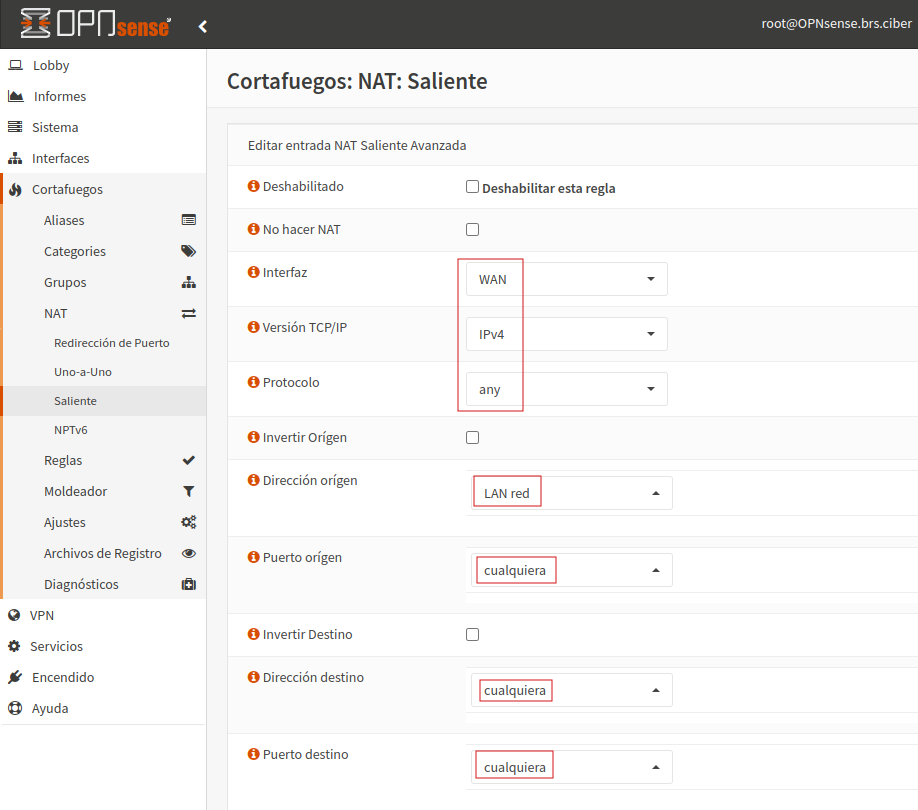 OPNsense
root@OPNsense.brs.ciber
Lobby
Informes
Sistema
Interfaces
Cortafuegos
Aliases
Categories
Grupos
NAT
Redirección de Puerto
Uno-a-Uno
Saliente
NPTv6
Reglas
Moldeador
Ajustes
Archivos de Registro
Diagnósticos
VPN
Servicios
Encendido
Ayuda
Cortafuegos: NAT: Saliente
Editar entrada NAT Saliente Avanzada
Deshabilitado Deshabilitar esta regla
No hacer NAT
Interfaz WAN
Versión TCP/IP IPv4
Protocolo any
Invertir Orígen
Dirección orígen LAN red
Puerto orígen cualquiera
Invertir Destino
Dirección destino cualquiera
Puerto destino cualquiera